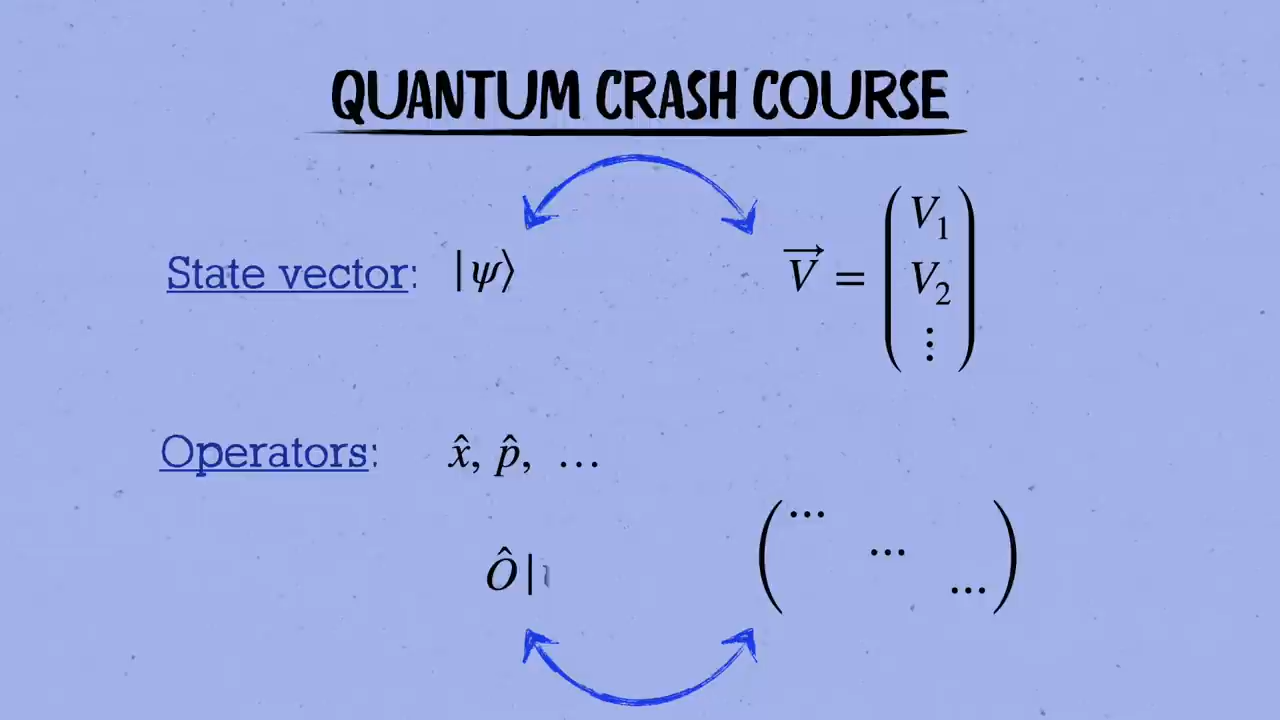 QUANTUM CRASH COURSE
State vector: |ψ⟩
V⃗ = (V₁ V₂ ⋮)
Operators: x̂, p̂, …
Ô|
(… … …)